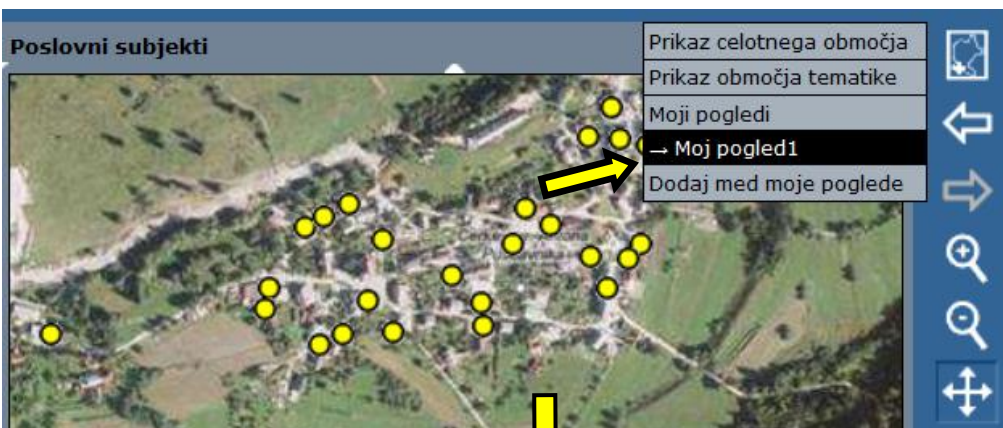 Poslovni subjekti
Prikaz celotnega območja
Prikaz območja tematike
Moji pogledi
→ Moj pogled1
Dodaj med moje poglede